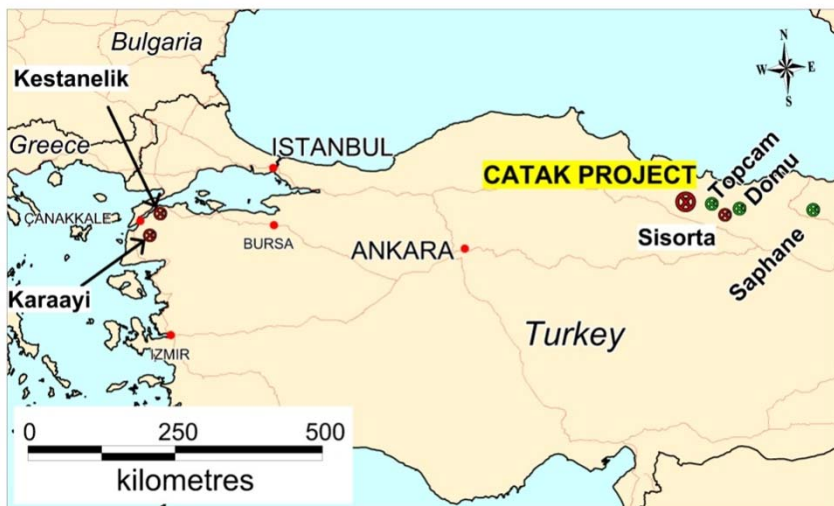 Bulgaria
Kestanelik
Greece
ISTANBUL
ÇANAKKALE
BURSA
Karaayi
IZMIR
ANKARA
CATAK PROJECT
Topcam
Domu
Sisorta
Saphane
Turkey
N
W E
S
0 250 500
kilometres